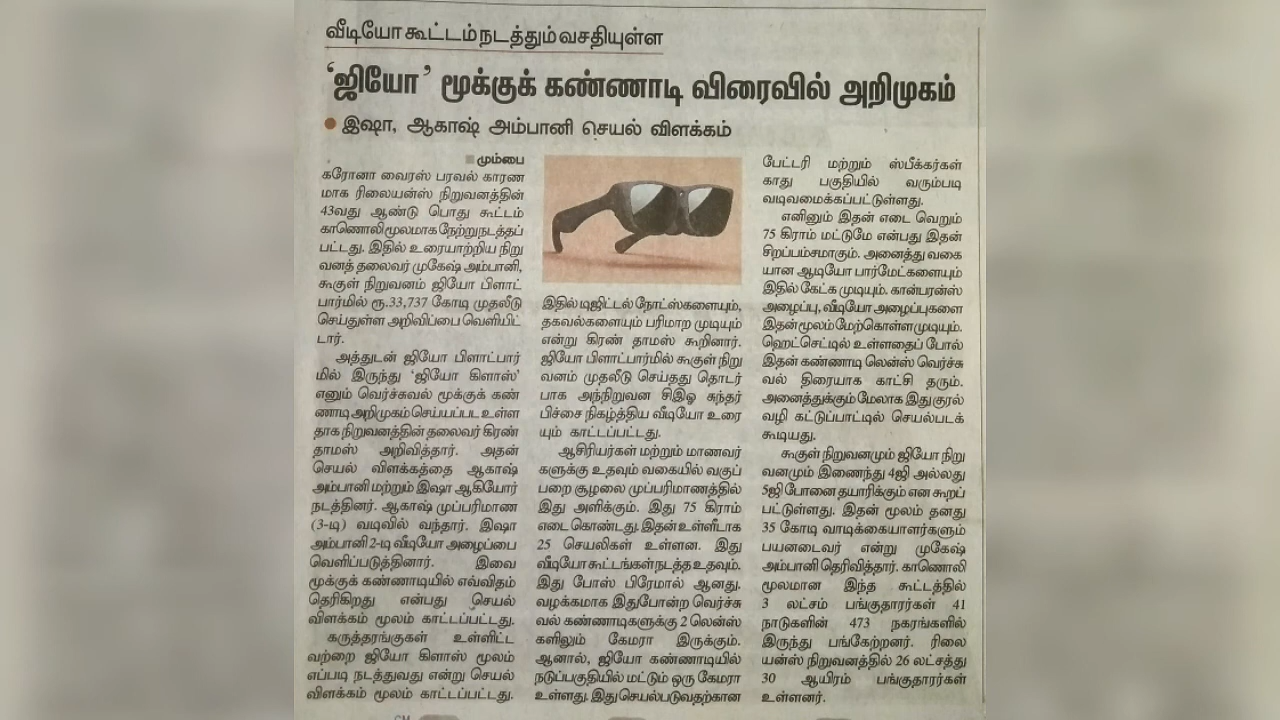 வீடியோ கூட்டம் நடத்தும் வசதியுள்ள
‘ஜியோ’ மூக்குக் கண்ணாடி விரைவில் அறிமுகம்
● இஷா, ஆகாஷ் அம்பானி செயல் விளக்கம்
■ மும்பை
கரோனா வைரஸ் பரவல் காரண
மாக ரிலையன்ஸ் நிறுவனத்தின்
43வது ஆண்டு பொது கூட்டம்
காணொலி மூலமாக நேற்று நடத்தப்
பட்டது. இதில் உரையாற்றிய நிறு
வனத் தலைவர் முகேஷ் அம்பானி,
கூகுள் நிறுவனம் ஜியோ பிளாட்
பார்மில் ரூ.33,737 கோடி முதலீடு
செய்துள்ள அறிவிப்பை வெளியிட்
டார்.
அத்துடன் ஜியோ பிளாட்பார்
மில் இருந்து ‘ஜியோ கிளாஸ்’
எனும் வெர்ச்சுவல் மூக்குக் கண்
ணாடி அறிமுகம் செய்யப்பட உள்ள
தாக நிறுவனத்தின் தலைவர் கிரண்
தாமஸ் அறிவித்தார். அதன்
செயல் விளக்கத்தை ஆகாஷ்
அம்பானி மற்றும் இஷா ஆகியோர்
நடத்தினர். ஆகாஷ் முப்பரிமாண
(3-டி) வடிவில் வந்தார். இஷா
அம்பானி 2-டி வீடியோ அழைப்பை
வெளிப்படுத்தினார். இவை
மூக்குக் கண்ணாடியில் எவ்விதம்
தெரிகிறது என்பது செயல்
விளக்கம் மூலம் காட்டப்பட்டது.
கருத்தரங்குகள் உள்ளிட்ட
வற்றை ஜியோ கிளாஸ் மூலம்
எப்படி நடத்துவது என்று செயல்
விளக்கம் மூலம் காட்டப்பட்டது.
இதில் டிஜிட்டல் நோட்ஸ்களையும்,
தகவல்களையும் பரிமாற முடியும்
என்று கிரண் தாமஸ் கூறினார்.
ஜியோ பிளாட்பார்மில் கூகுள் நிறு
வனம் முதலீடு செய்தது தொடர்
பாக அந்நிறுவன சிஇஓ சுந்தர்
பிச்சை நிகழ்த்திய வீடியோ உரை
யும் காட்டப்பட்டது.
ஆசிரியர்கள் மற்றும் மாணவர்
களுக்கு உதவும் வகையில் வகுப்
பறை சூழலை முப்பரிமாணத்தில்
இது அளிக்கும். இது 75 கிராம்
எடை கொண்டது. இதன் உள்ளீடாக
25 செயலிகள் உள்ளன. இது
வீடியோ கூட்டங்கள் நடத்த உதவும்.
இது போஸ் பிரேமால் ஆனது.
வழக்கமாக இதுபோன்ற வெர்ச்சு
வல் கண்ணாடிகளுக்கு 2 லென்ஸ்
களிலும் கேமரா இருக்கும்.
ஆனால், ஜியோ கண்ணாடியில்
நடுப்பகுதியில் மட்டும் ஒரு கேமரா
உள்ளது. இது செயல்படுவதற்கான
பேட்டரி மற்றும் ஸ்பீக்கர்கள்
காது பகுதியில் வரும்படி
வடிவமைக்கப்பட்டுள்ளது.
எனினும் இதன் எடை வெறும்
75 கிராம் மட்டுமே என்பது இதன்
சிறப்பம்சமாகும். அனைத்து வகை
யான ஆடியோ பார்மேட்களையும்
இதில் கேட்க முடியும். கான்பரன்ஸ்
அழைப்பு, வீடியோ அழைப்புகளை
இதன் மூலம் மேற்கொள்ள முடியும்.
ஹெட்செட்டில் உள்ளதைப் போல்
இதன் கண்ணாடி லென்ஸ் வெர்ச்சு
வல் திரையாக காட்சி தரும்.
அனைத்துக்கும் மேலாக இது குரல்
வழி கட்டுப்பாட்டில் செயல்படக்
கூடியது.
கூகுள் நிறுவனமும் ஜியோ நிறு
வனமும் இணைந்து 4ஜி அல்லது
5ஜி போனை தயாரிக்கும் என கூறப்
பட்டுள்ளது. இதன் மூலம் தனது
35 கோடி வாடிக்கையாளர்களும்
பயனடைவர் என்று முகேஷ்
அம்பானி தெரிவித்தார். காணொலி
மூலமான இந்த கூட்டத்தில்
3 லட்சம் பங்குதாரர்கள் 41
நாடுகளின் 473 நகரங்களில்
இருந்து பங்கேற்றனர். ரிலை
யன்ஸ் நிறுவனத்தில் 26 லட்சத்து
30 ஆயிரம் பங்குதாரர்கள்
உள்ளனர்.